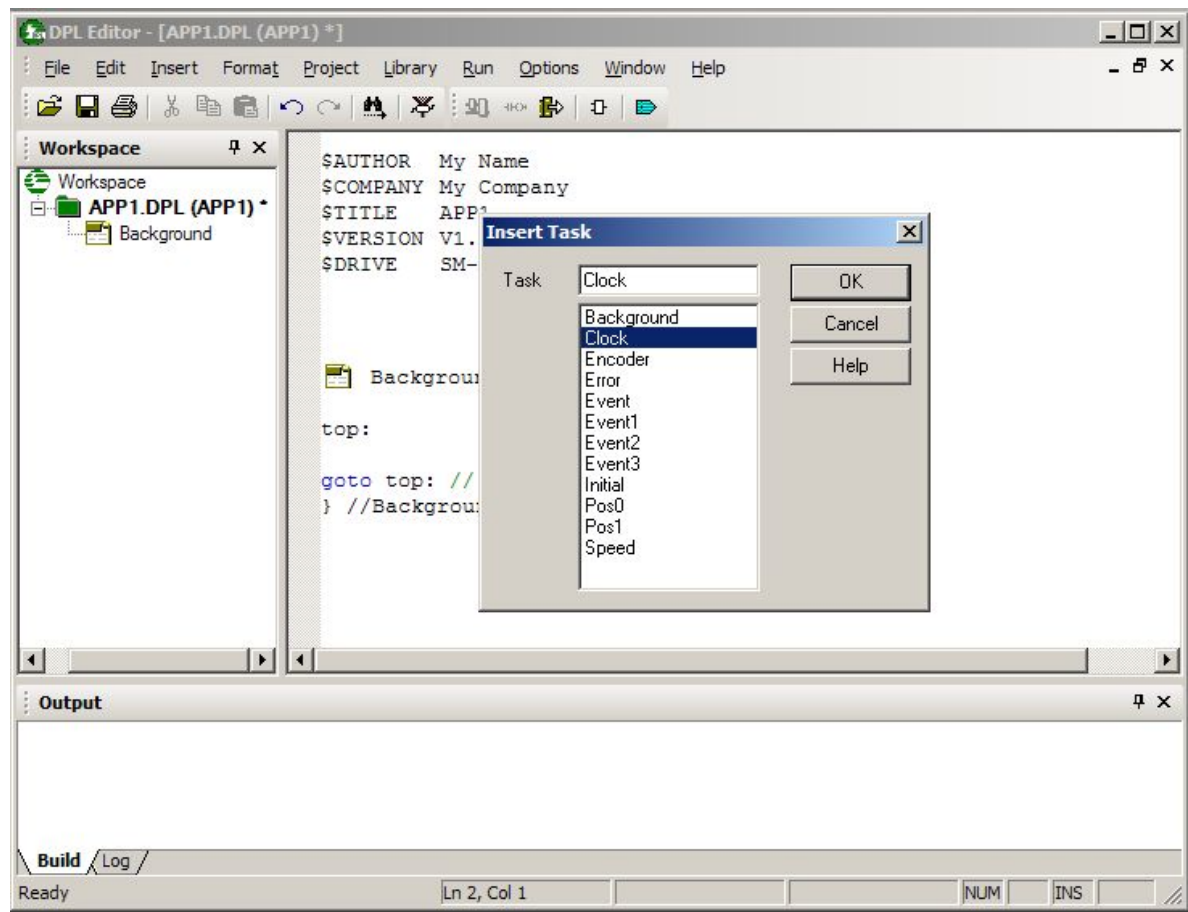 DPL Editor - [APP1.DPL (APP1) *]
File Edit Insert Format Project Library Run Options Window Help
Workspace
Workspace
APP1.DPL (APP1) *
Background
$AUTHOR My Name
$COMPANY My Company
$TITLE APP1
$VERSION V1.
$DRIVE SM-
Backgrou
top:
goto top: //
} //Backgrou
Insert Task
Task Clock
Background
Clock
Encoder
Error
Event
Event1
Event2
Event3
Initial
Pos0
Pos1
Speed
OK
Cancel
Help
Output
Build Log
Ready Ln 2, Col 1 NUM INS